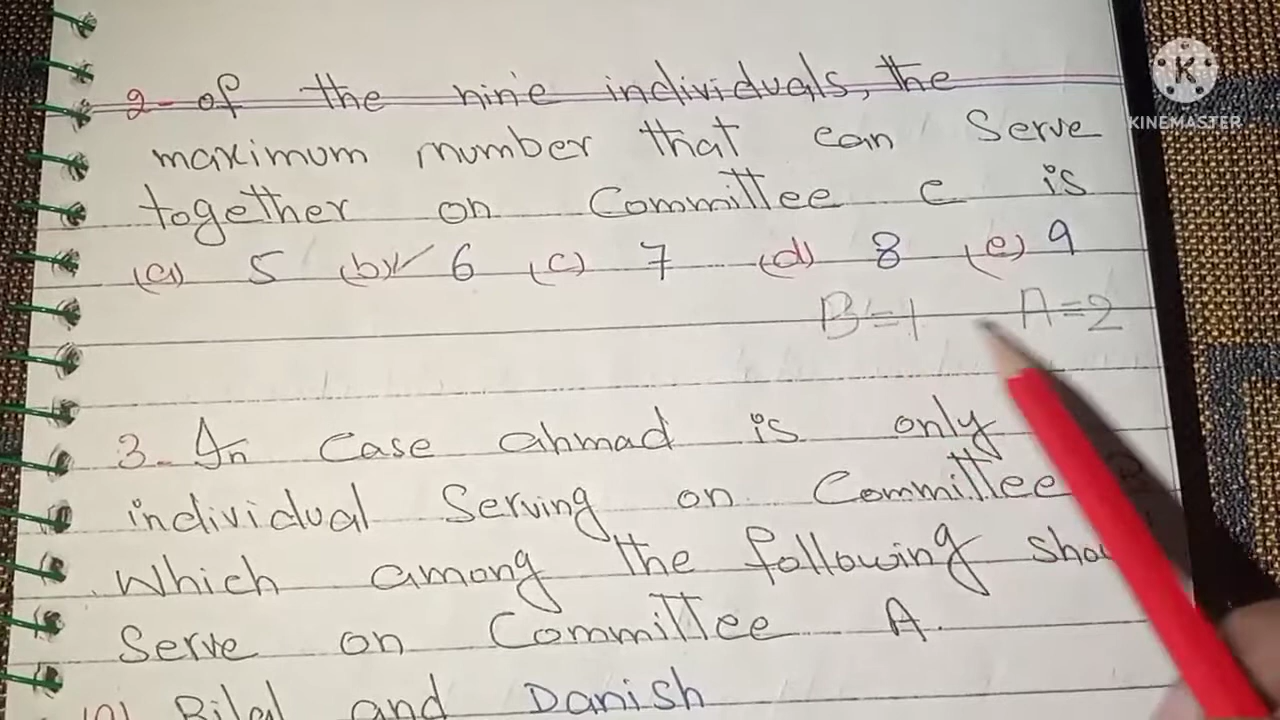 2- of the nine individuals, the
K
KINEMASTER
maximum number that can serve
together on Committee c is
(a) 5 (b)✓ 6 (c) 7 (d) 8 (e) 9
B=1 A=2
3- In case ahmad is only
individual Serving on Committee
Which among the following
Serve on Committee A.
Bilal and Danish